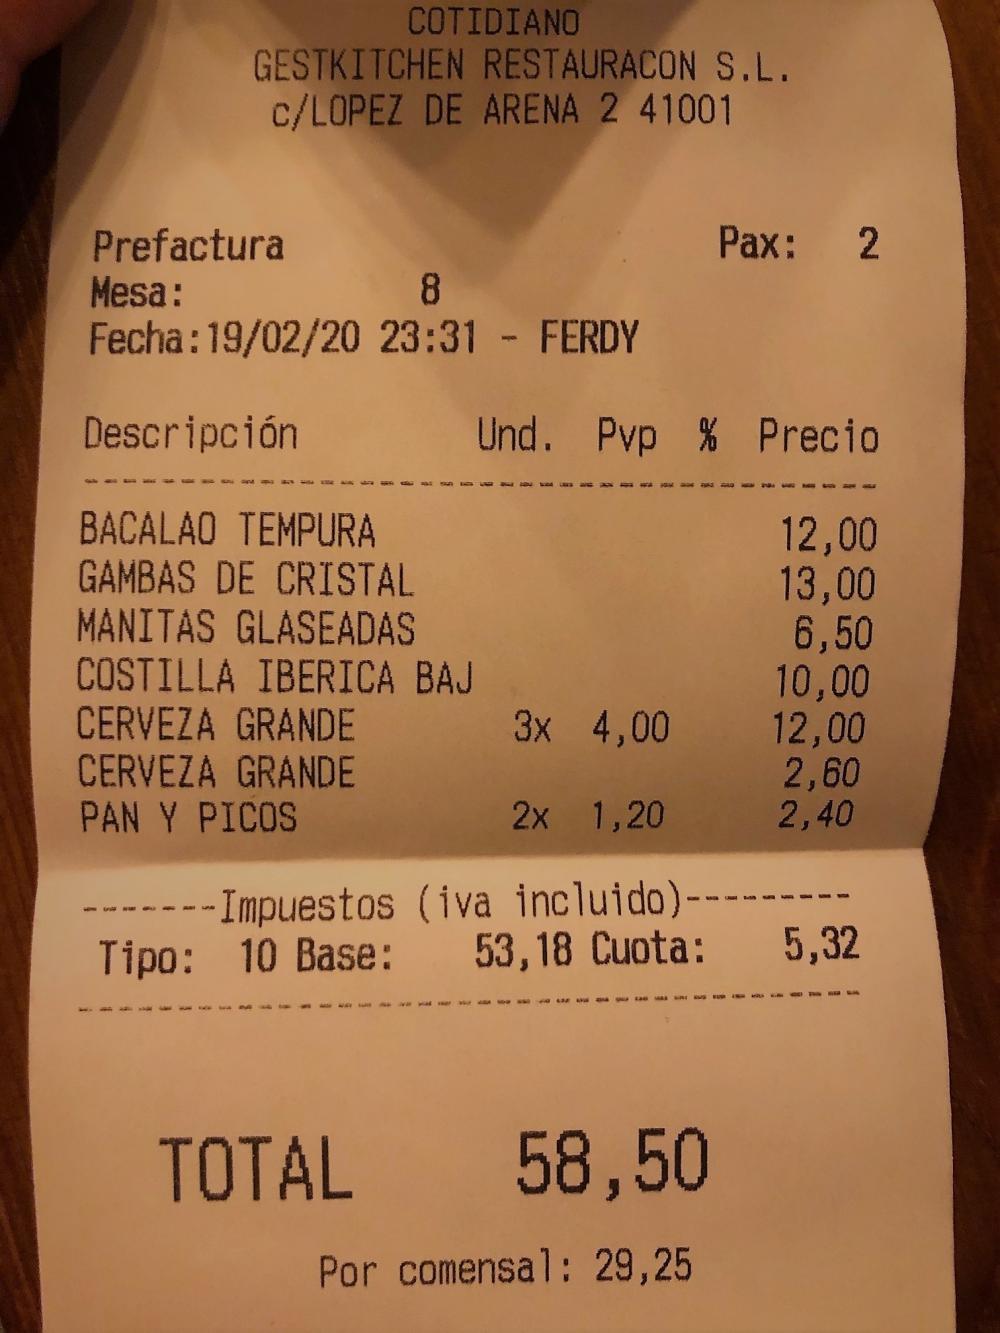 COTIDIANO
GESTKITCHEN RESTAURACON S.L.
c/LOPEZ DE ARENA 2 41001
Prefactura Pax: 2
Mesa: 8
Fecha:19/02/20 23:31 - FERDY
Descripción Und. Pvp % Precio
BACALAO TEMPURA 12,00
GAMBAS DE CRISTAL 13,00
MANITAS GLASEADAS 6,50
COSTILLA IBERICA BAJ 10,00
CERVEZA GRANDE 3x 4,00 12,00
CERVEZA GRANDE 2,60
PAN Y PICOS 2x 1,20 2,40
-------Impuestos (iva incluido)---------
Tipo: 10 Base: 53,18 Cuota: 5,32
TOTAL 58,50
Por comensal: 29,25